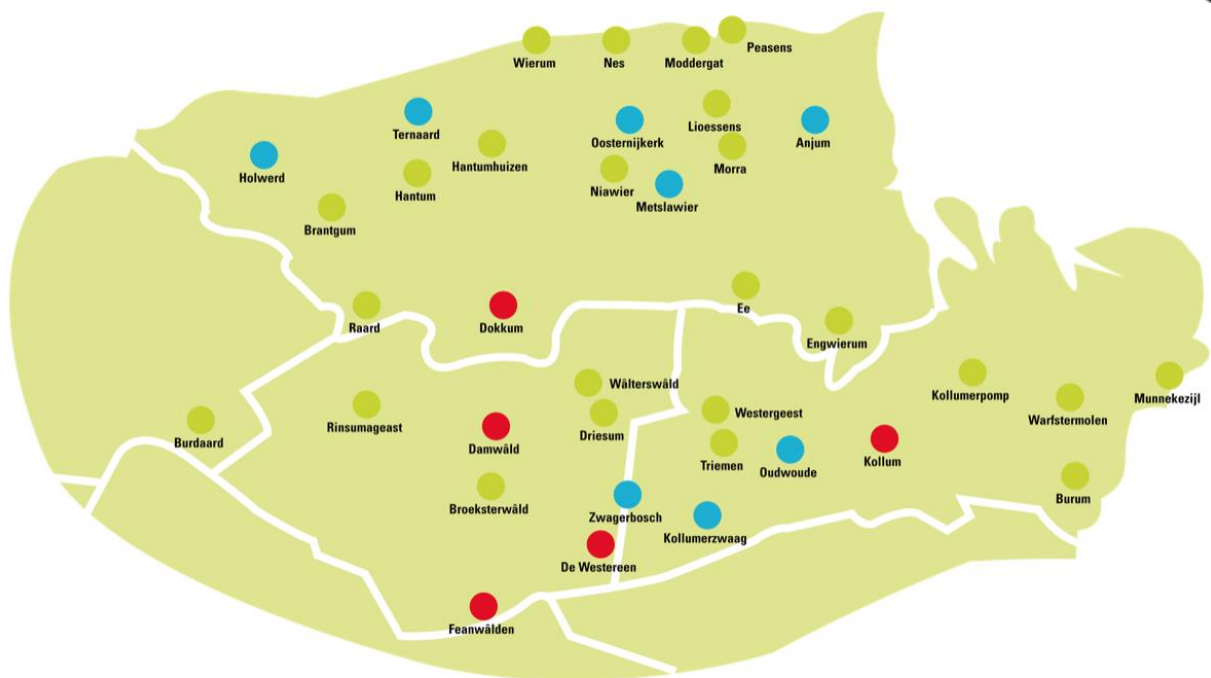 Peasens
Wierum
Nes
Moddergat
Lioessens
Ternaard
Oosternijkerk
Anjum
Hantumhuizen
Morra
Holwerd
Hantum
Niawier
Metslawier
Brantgum
Ee
Raard
Dokkum
Engwierum
Wâlterswâld
Kollumerpomp
Munnekezijl
Westergeest
Warfstermolen
Rinsumageast
Driesum
Burdaard
Damwâld
Triemen
Oudwoude
Kollum
Broeksterwâld
Burum
Zwagerbosch
Kollumerzwaag
De Westereen
Feanwâlden